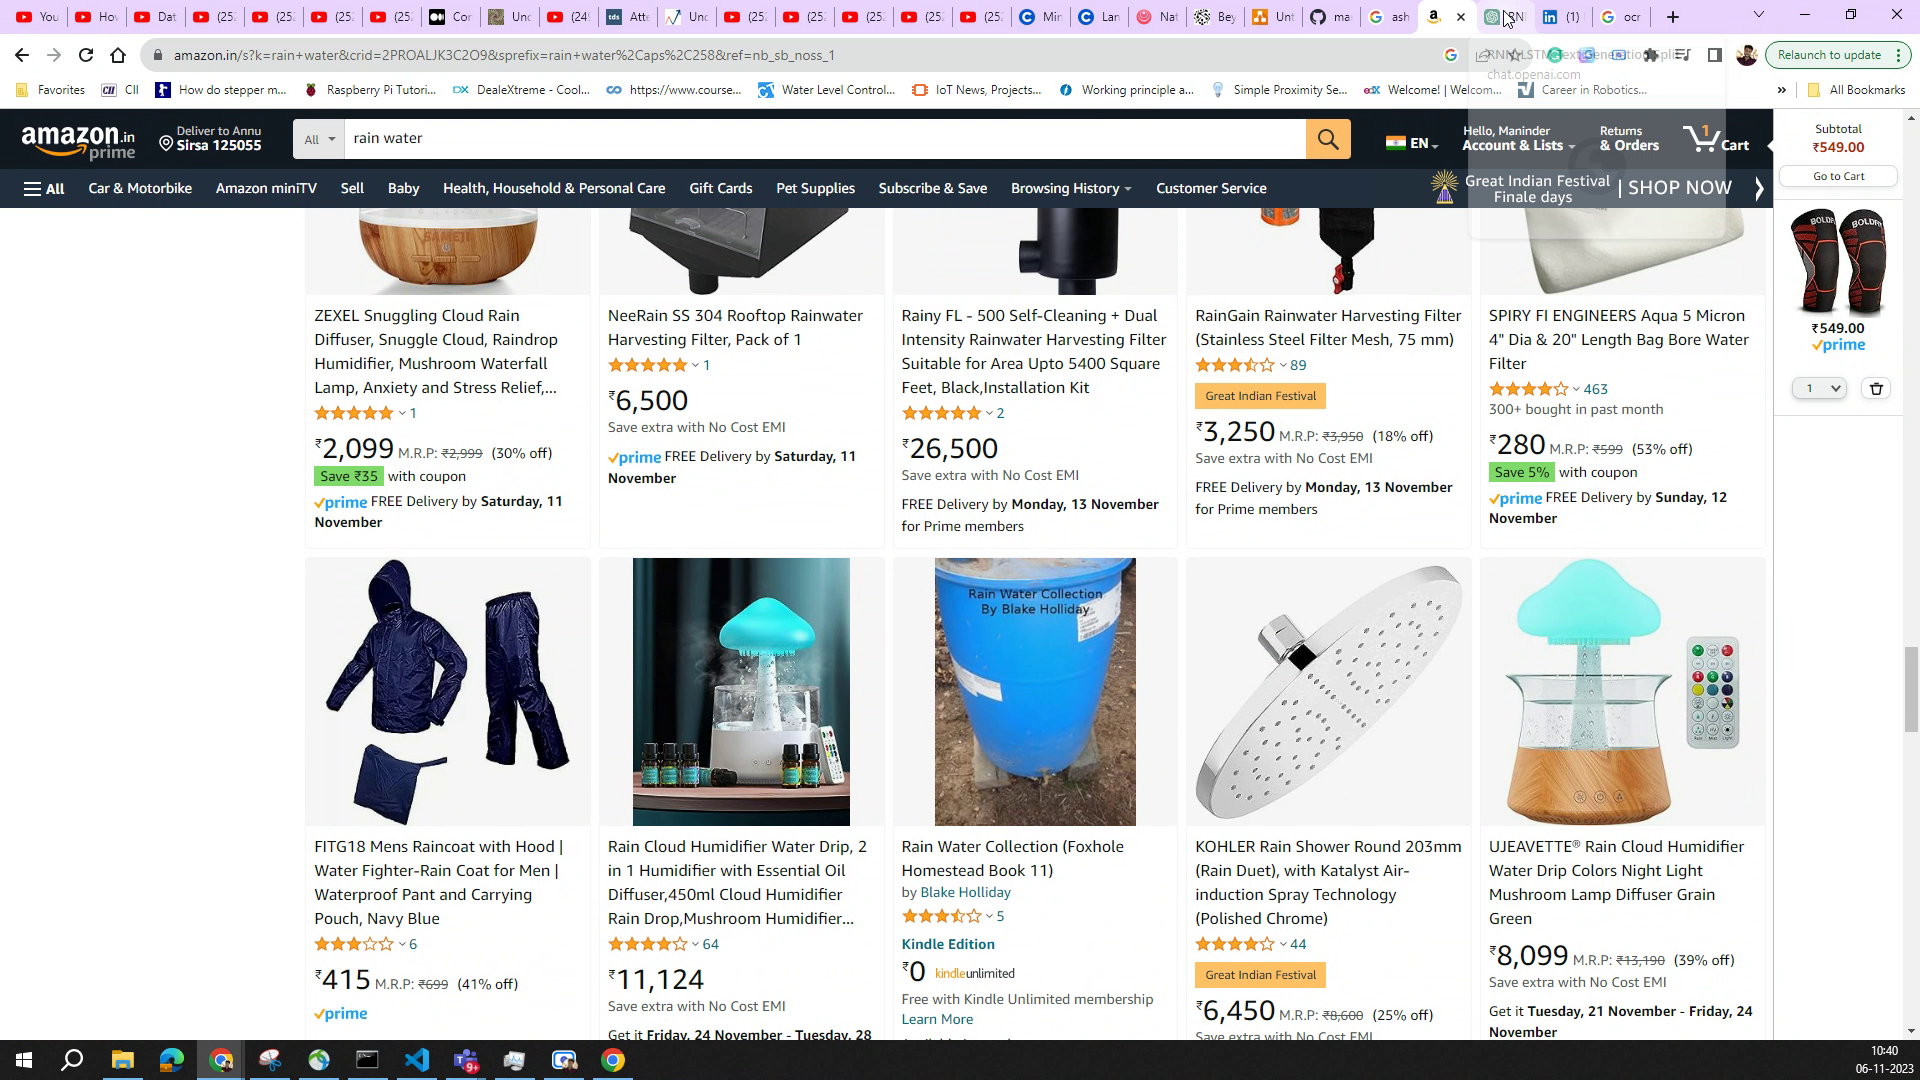 You
Hov
Dat
(252
(252
(252
(252
Cor
Unc
(249
tds
Atte
Unc
(252
(252
(252
(252
(252
Mir
Lan
Nat
Bey
Unt
ma
ash
RNN
(1)
ocr
amazon.in/s?k=rain+water&crid=2PROALJK3C2O9&sprefix=rain+water%2Caps%2C258&ref=nb_sb_noss_1
Relaunch to update
chat.openai.com
Favorites
CII
How do stepper m...
Raspberry Pi Tutori...
DealeXtreme - Cool...
https://www.course...
Water Level Control...
IoT News, Projects...
Working principle a...
Simple Proximity Se...
Welcome! | Welcom...
Career in Robotics...
» All Bookmarks
amazon.in
prime
Deliver to Annu
Sirsa 125055
All
rain water
EN
Hello, Maninder
Account & Lists
Returns
& Orders
1
Cart
Subtotal
₹549.00
Go to Cart
All
Car & Motorbike
Amazon miniTV
Sell
Baby
Health, Household & Personal Care
Gift Cards
Pet Supplies
Subscribe & Save
Browsing History
Customer Service
Great Indian Festival
Finale days
| SHOP NOW
BOLDFIT
BOLDFIT
₹549.00
prime
1
SAMEJI
ZEXEL Snuggling Cloud Rain
Diffuser, Snuggle Cloud, Raindrop
Humidifier, Mushroom Waterfall
Lamp, Anxiety and Stress Relief,...
1
₹2,099 M.R.P: ₹2,999 (30% off)
Save ₹35 with coupon
prime FREE Delivery by Saturday, 11
November
NeeRain SS 304 Rooftop Rainwater
Harvesting Filter, Pack of 1
1
₹6,500
Save extra with No Cost EMI
prime FREE Delivery by Saturday, 11
November
Rainy FL - 500 Self-Cleaning + Dual
Intensity Rainwater Harvesting Filter
Suitable for Area Upto 5400 Square
Feet, Black,Installation Kit
2
₹26,500
Save extra with No Cost EMI
FREE Delivery by Monday, 13 November
for Prime members
RainGain Rainwater Harvesting Filter
(Stainless Steel Filter Mesh, 75 mm)
89
Great Indian Festival
₹3,250 M.R.P: ₹3,950 (18% off)
Save extra with No Cost EMI
FREE Delivery by Monday, 13 November
for Prime members
SPIRY FI ENGINEERS Aqua 5 Micron
4" Dia & 20" Length Bag Bore Water
Filter
463
300+ bought in past month
₹280 M.R.P: ₹599 (53% off)
Save 5% with coupon
prime FREE Delivery by Sunday, 12
November
Rain Water Collection
By Blake Holliday
FITG18 Mens Raincoat with Hood |
Water Fighter-Rain Coat for Men |
Waterproof Pant and Carrying
Pouch, Navy Blue
6
₹415 M.R.P: ₹699 (41% off)
prime
Rain Cloud Humidifier Water Drip, 2
in 1 Humidifier with Essential Oil
Diffuser,450ml Cloud Humidifier
Rain Drop,Mushroom Humidifier...
64
₹11,124
Save extra with No Cost EMI
Get it Friday, 24 November - Tuesday, 28
Rain Water Collection (Foxhole
Homestead Book 11)
by Blake Holliday
5
Kindle Edition
₹0 kindleunlimited
Free with Kindle Unlimited membership
Learn More
KOHLER Rain Shower Round 203mm
(Rain Duet), with Katalyst Air-
induction Spray Technology
(Polished Chrome)
44
Great Indian Festival
₹6,450 M.R.P: ₹8,600 (25% off)
Save extra with No Cost EMI
UJEAVETTE® Rain Cloud Humidifier
Water Drip Colors Night Light
Mushroom Lamp Diffuser Grain
Green
₹8,099 M.R.P: ₹13,190 (39% off)
Save extra with No Cost EMI
Get it Tuesday, 21 November - Friday, 24
November
9+
10:40
06-11-2023